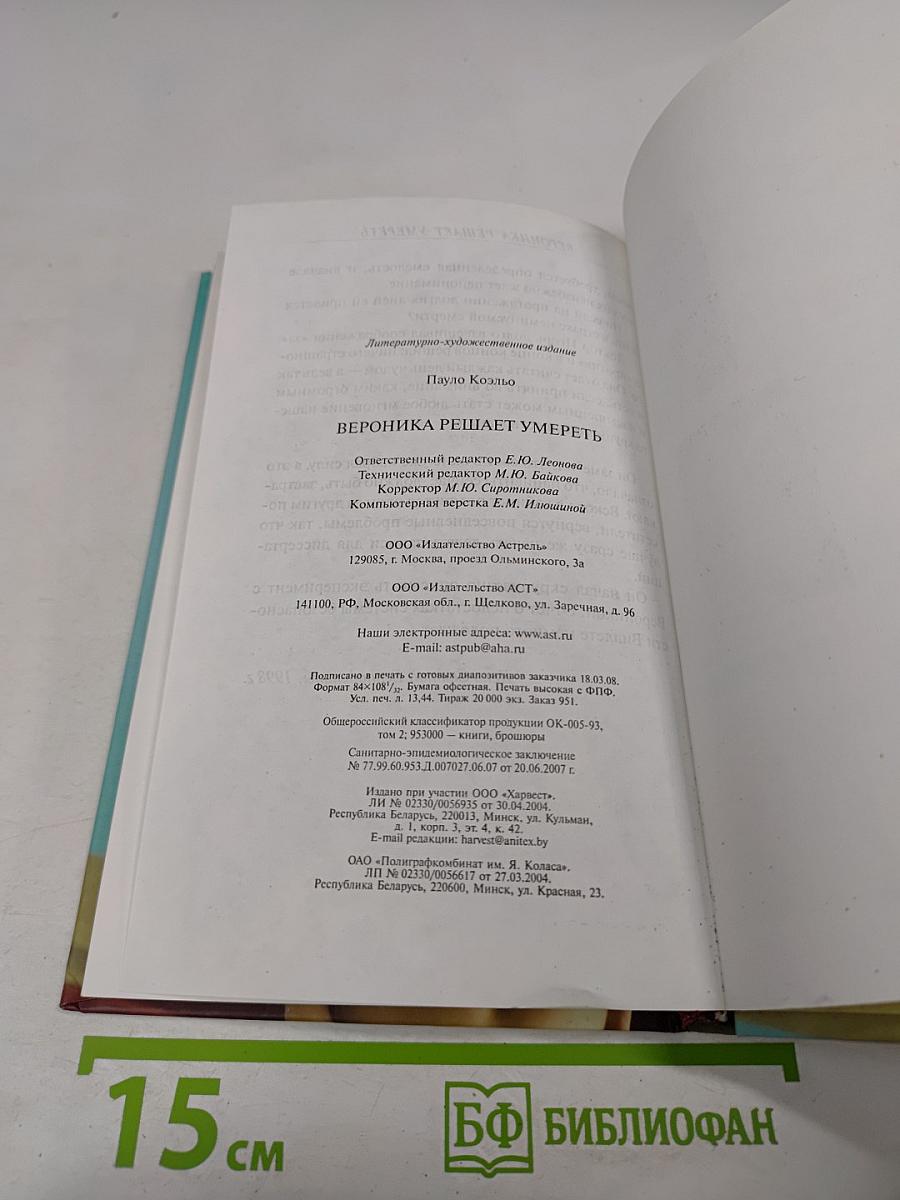 Литературно-художественное издание
Пауло Коэльо
ВЕРОНИКА РЕШАЕТ УМЕРЕТЬ
Ответственный редактор Е.Ю. Леонова
Технический редактор М.Ю. Байкова
Корректор М.Ю. Сиротникова
Компьютерная верстка Е.М. Илюшиной
ООО «Издательство Астрель»
129085, г. Москва, проезд Ольминского, 3а
ООО «Издательство АСТ»
141100, РФ, Московская обл., г. Щелково, ул. Заречная, д. 96
Наши электронные адреса: www.ast.ru
E-mail: astpub@aha.ru
Подписано в печать с готовых диапозитивов заказчика 18.03.08.
Формат 84×108¹/₃₂. Бумага офсетная. Печать высокая с ФПФ.
Усл. печ. л. 13,44. Тираж 20 000 экз. Заказ 951.
Общероссийский классификатор продукции ОК-005-93,
том 2; 953000 — книги, брошюры
Санитарно-эпидемиологическое заключение
№ 77.99.60.953.Д.007027.06.07 от 20.06.2007 г.
Издано при участии ООО «Харвест».
ЛИ № 02330/0056935 от 30.04.2004.
Республика Беларусь, 220013, Минск, ул. Кульман,
д. 1, корп. 3, эт. 4, к. 42.
E-mail редакции: harvest@anitex.by
ОАО «Полиграфкомбинат им. Я. Коласа».
ЛП № 02330/0056617 от 27.03.2004.
Республика Беларусь, 220600, Минск, ул. Красная, 23.
15 см
БФ БИБЛИОФАН